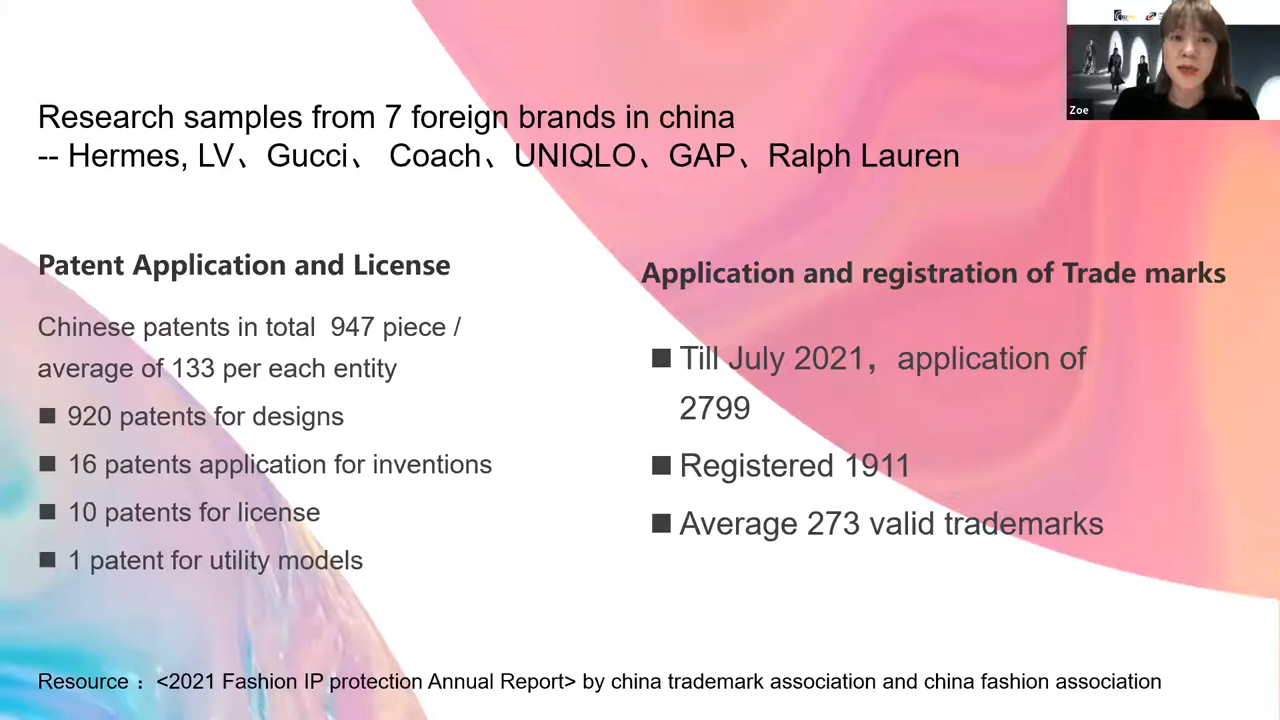 Research samples from 7 foreign brands in china
-- Hermes, LV、Gucci、 Coach、UNIQLO、GAP、Ralph Lauren
Zoe
Patent Application and License
Chinese patents in total 947 piece /
average of 133 per each entity
■ 920 patents for designs
■ 16 patents application for inventions
■ 10 patents for license
■ 1 patent for utility models
Application and registration of Trade marks
■ Till July 2021，application of
2799
■ Registered 1911
■ Average 273 valid trademarks
Resource：<2021 Fashion IP protection Annual Report> by china trademark association and china fashion association